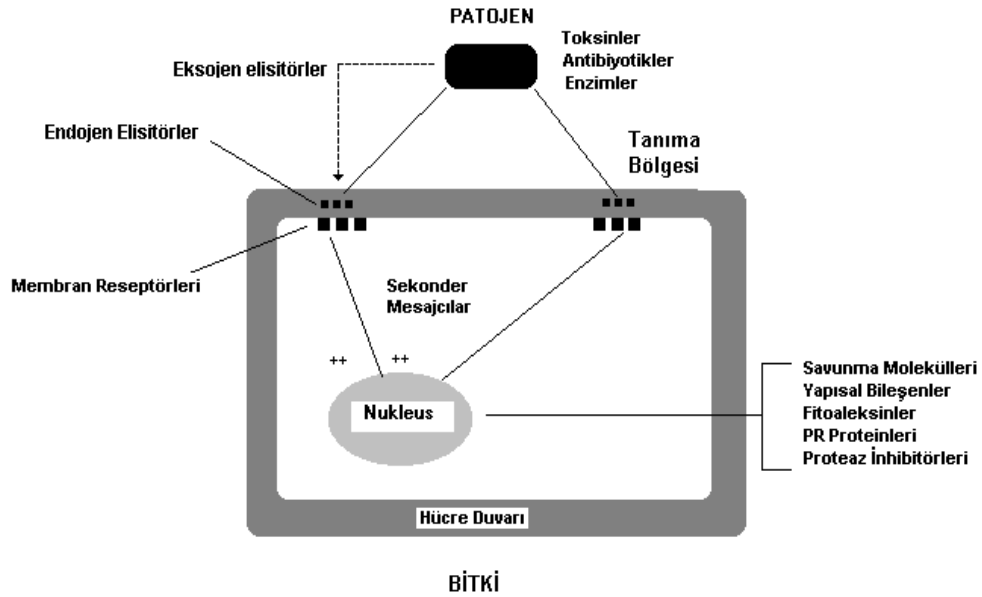 PATOJEN
Toksinler
Antibiyotikler
Enzimler
Eksojen elisitörler
Endojen Elisitörler
Tanıma
Bölgesi
Membran Reseptörleri
Sekonder
Mesajcılar
++ ++
Nukleus
Savunma Molekülleri
Yapısal Bileşenler
Fitoaleksinler
PR Proteinleri
Proteaz İnhibitörleri
Hücre Duvarı
BİTKİ